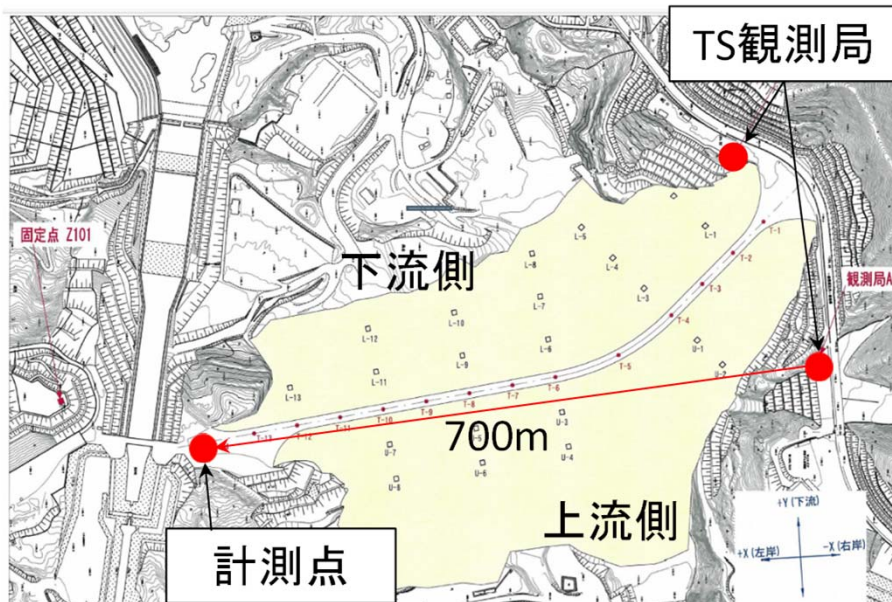 TS観測局
固定点 Z101
下流側
L-5
L-1
T-1
L-8
L-4
T-2
観測局A
L-7
L-3
T-3
L-10
T-4
L-12
L-6
U-1
L-9
T-5
U-2
L-11
T-6
L-13
T-7
T-8
T-9
T-10
T-11
T-12
T-13
U-3
700m
U-7
U-4
U-6
U-8
上流側
計測点
+Y(下流)
+X(左岸)
-X(右岸)